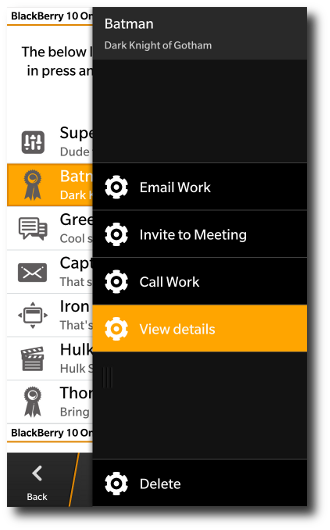 BlackBerry 10 On
The below l
in press an
Supe
Dude
Batm
Dark K
Gree
Cool s
Capt
That s
Iron
That's
Hulk
Hulk S
Thor
Bring
BlackBerry 10 On
Back
Batman
Dark Knight of Gotham
Email Work
Invite to Meeting
Call Work
View details
Delete